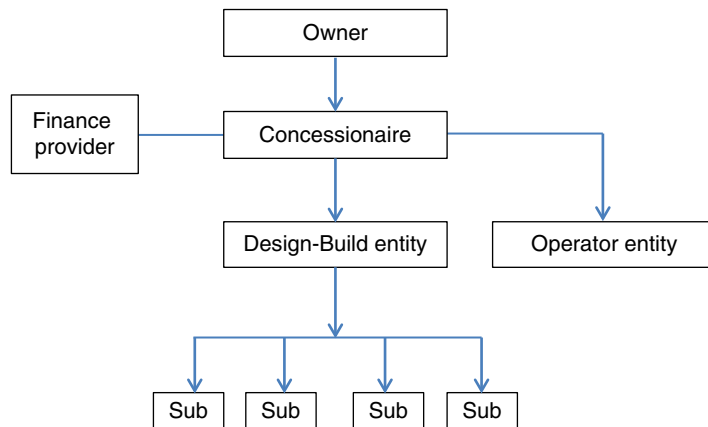 Owner
Finance
provider
Concessionaire
Design-Build entity
Operator entity
Sub
Sub
Sub
Sub